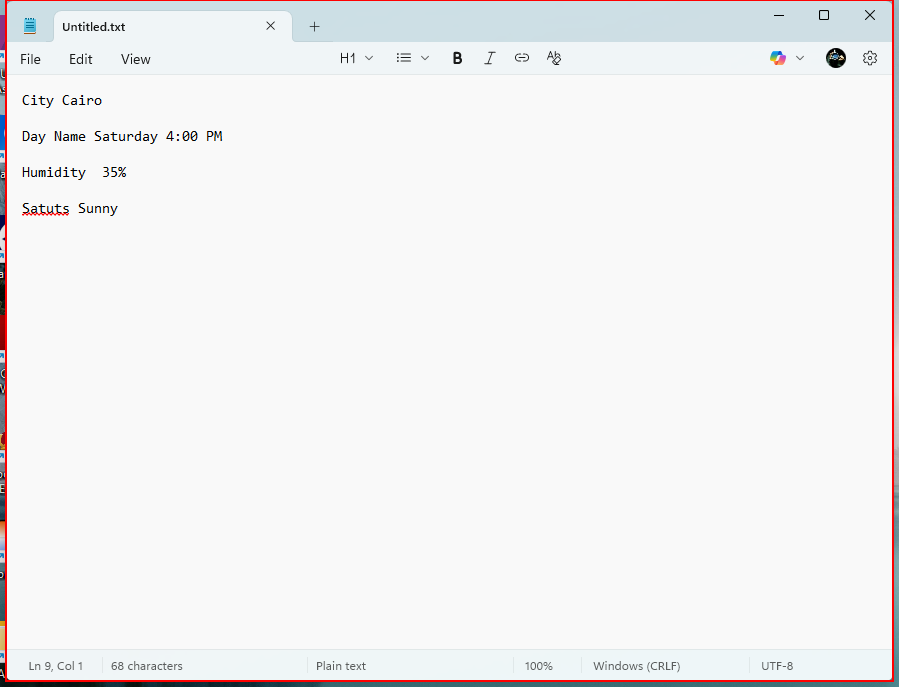 Untitled.txt
File Edit View H1 B I
City Cairo
Day Name Saturday 4:00 PM
Humidity  35%
Satuts Sunny
Ln 9, Col 1 68 characters Plain text 100% Windows (CRLF) UTF-8